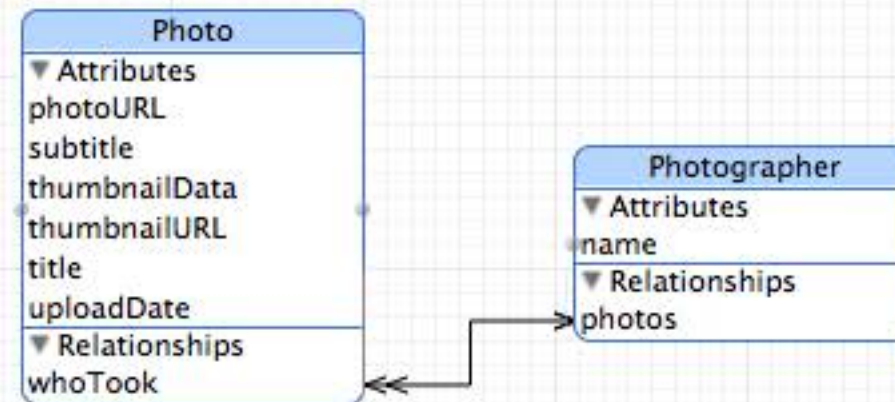 Photo
Attributes
photoURL
subtitle
thumbnailData
thumbnailURL
title
uploadDate
Relationships
whoTook
Photographer
Attributes
name
Relationships
photos